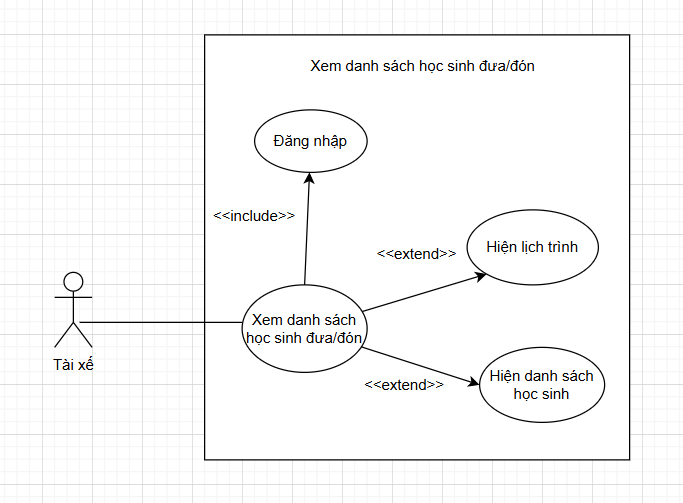 Xem danh sách học sinh đưa/đón
Đăng nhập
<<include>>
Hiện lịch trình
<<extend>>
Xem danh sách
học sinh đưa/đón
Tài xế
<<extend>>
Hiện danh sách
học sinh